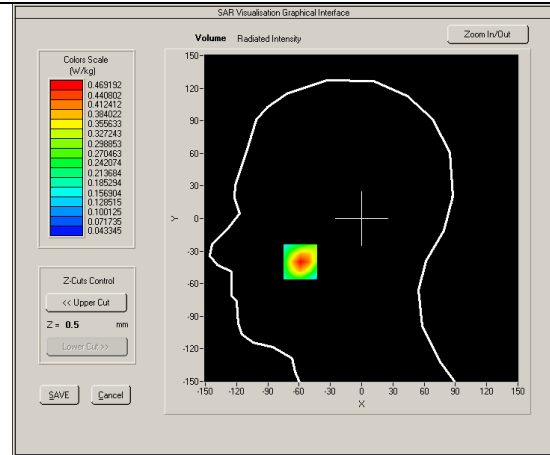 SAR Visualisation Graphical Interface
Volume Radiated Intensity
Zoom In/Out
Colors Scale
(W/kg)
0.469192
0.440802
0.412412
0.384022
0.355633
0.327243
0.298853
0.270463
0.242074
0.213684
0.185294
0.156904
0.128515
0.100125
0.071735
0.043345
Z-Cuts Control
<< Upper Cut
Z = 0.5 mm
Lower Cut >>
SAVE
Cancel
150
120
90
60
30
0
-30
-60
-90
-120
-150
Y
-150 -120 -90 -60 -30 0 30 60 90 120 150
X